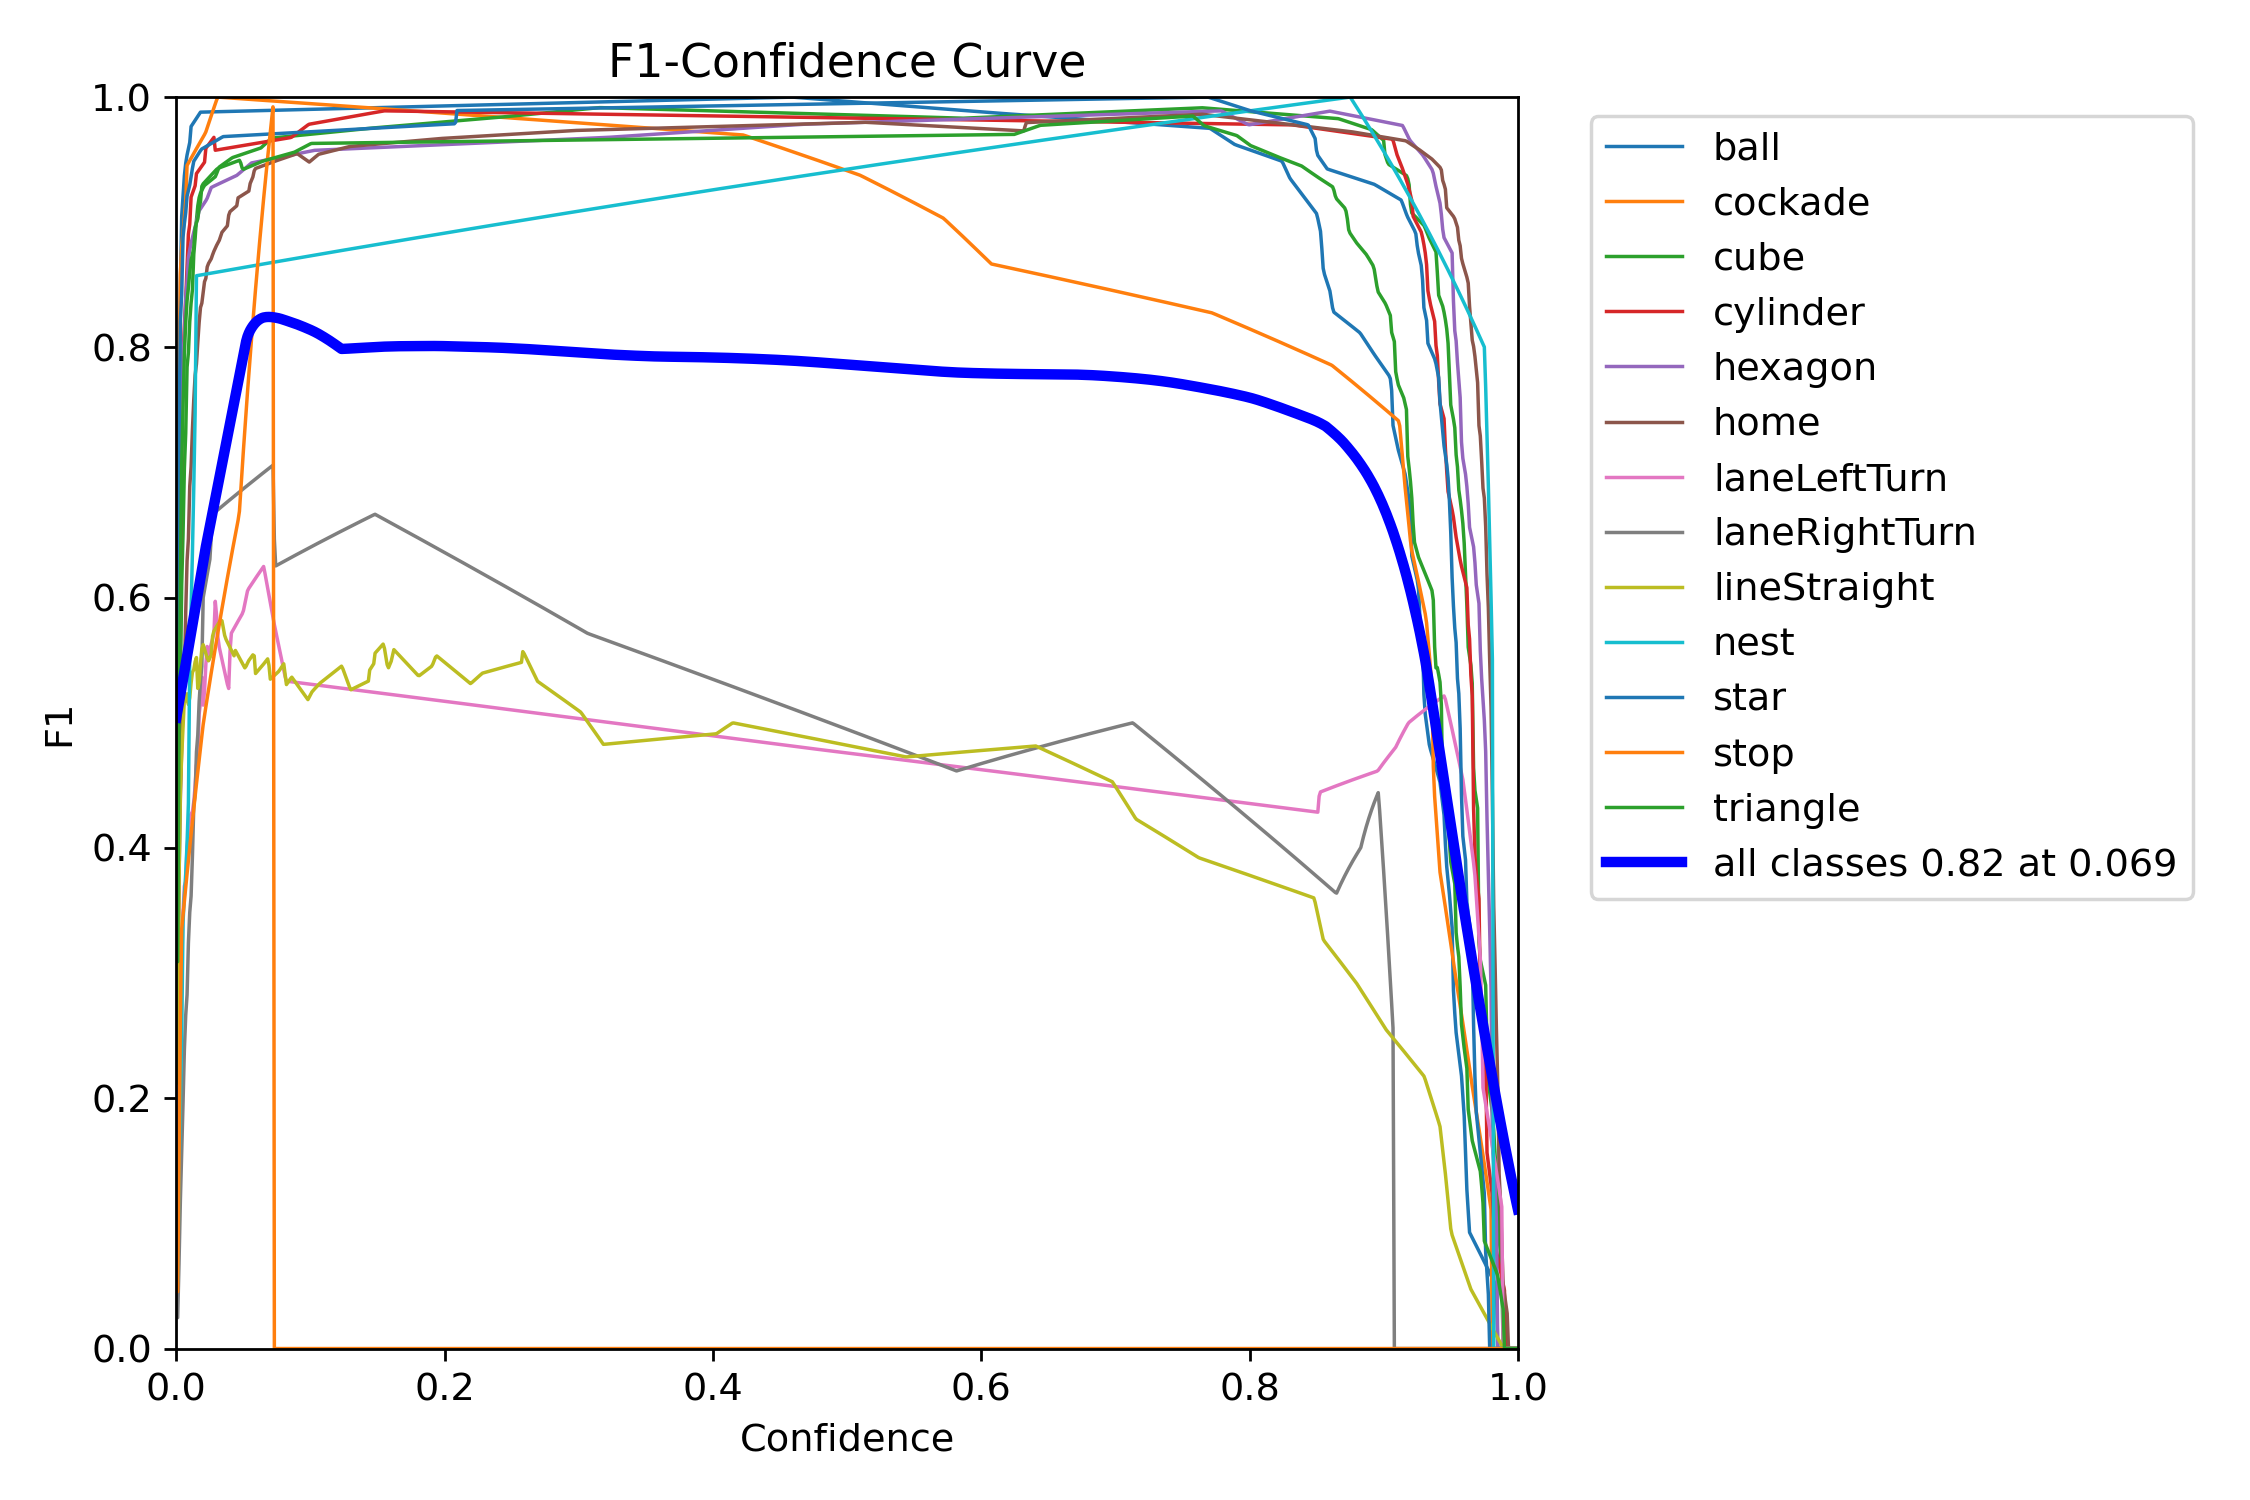 F1-Confidence Curve
1.0
0.8
0.6
0.4
0.2
0.0
F1
0.0 0.2 0.4 0.6 0.8 1.0
Confidence
ball
cockade
cube
cylinder
hexagon
home
laneLeftTurn
laneRightTurn
lineStraight
nest
star
stop
triangle
all classes 0.82 at 0.069